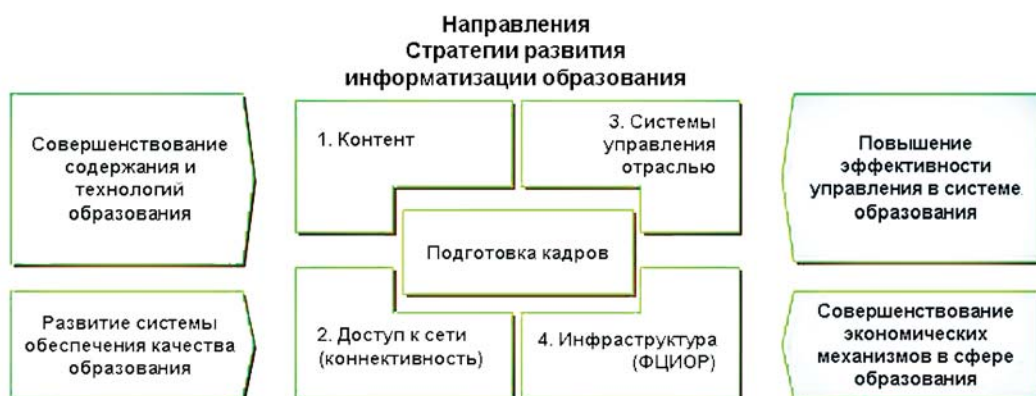 Направления
Стратегии развития
информатизации образования
Совершенствование
содержания и
технологий
образования
1. Контент
3. Системы
управления
отраслью
Повышение
эффективности
управления в системе
образования
Подготовка кадров
Развитие системы
обеспечения качества
образования
2. Доступ к сети
(коннективность)
4. Инфраструктура
(ФЦИОР)
Совершенствование
экономических
механизмов в сфере
образования